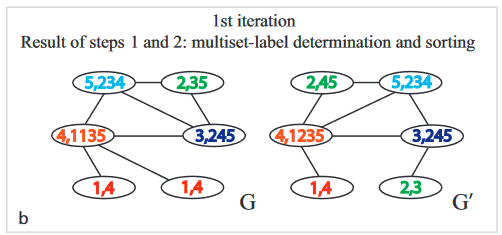 1st iteration
Result of steps 1 and 2: multiset-label determination and sorting
5,234 2,35 2,45 5,234
4,1135 3,245 4,1235 3,245
1,4 1,4 G 1,4 2,3 G′
b